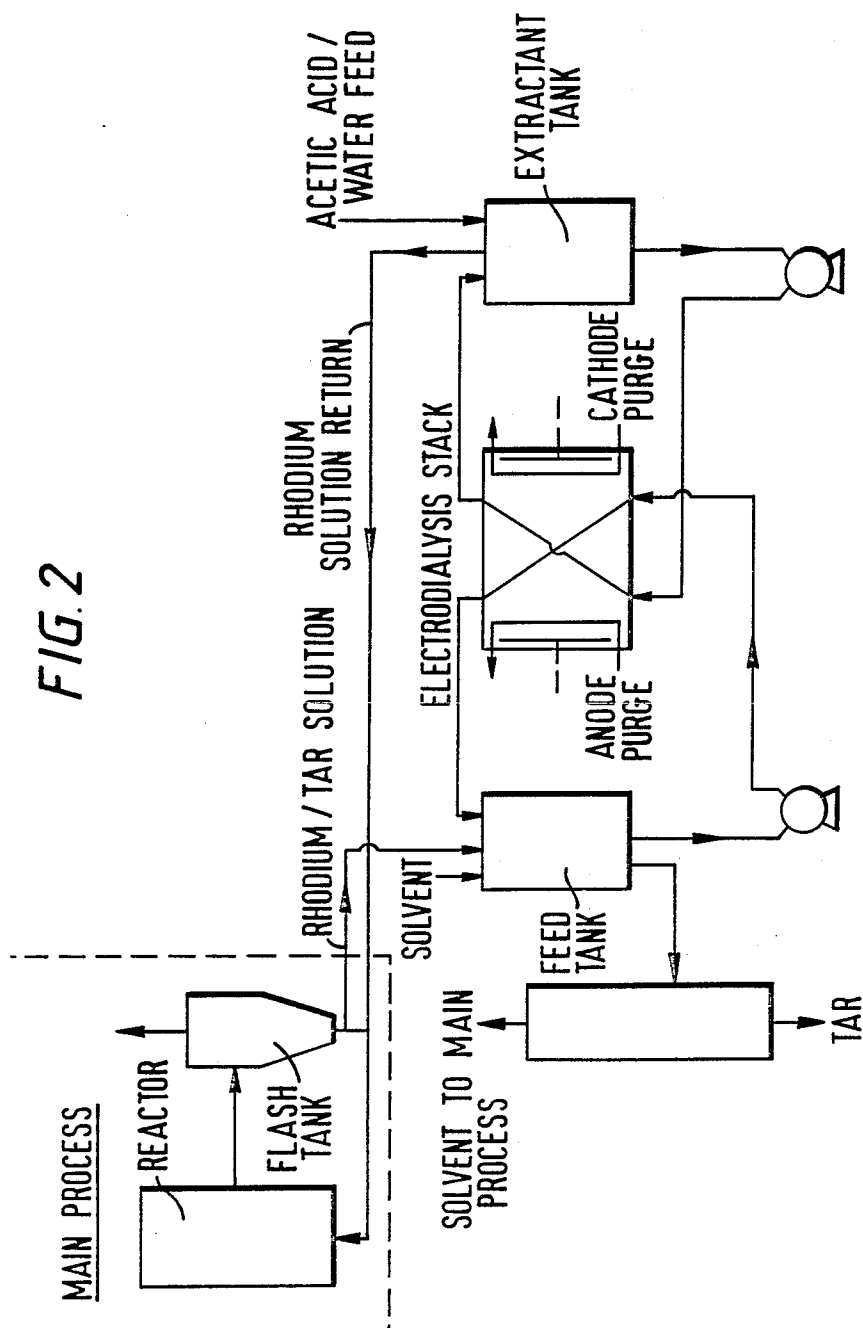 FIG. 2
MAIN PROCESS
REACTOR
FLASH
TANK
RHODIUM / TAR SOLUTION
RHODIUM
SOLUTION RETURN
ACETIC ACID /
WATER FEED
SOLVENT
ELECTRODIALYSIS STACK
EXTRACTANT
TANK
FEED
TANK
ANODE
PURGE
CATHODE
PURGE
SOLVENT TO MAIN
PROCESS
TAR